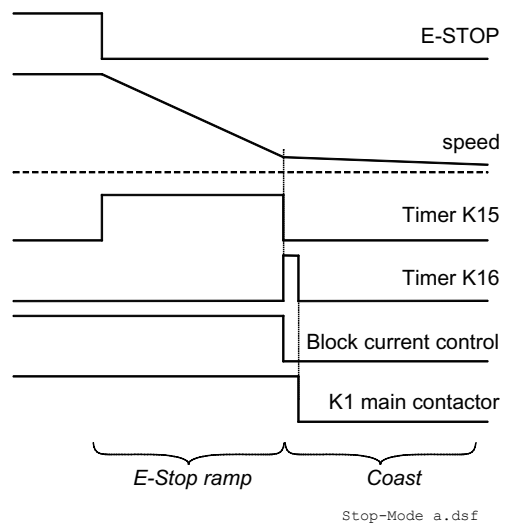 E-STOP
speed
Timer K15
Timer K16
Block current control
K1 main contactor
E-Stop ramp
Coast
Stop-Mode a.dsf